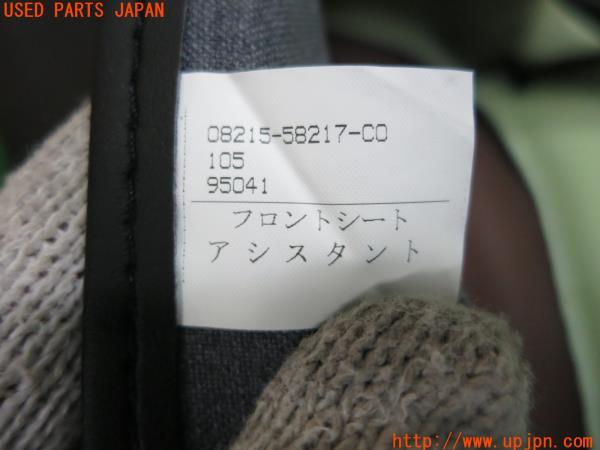 USED PARTS JAPAN
08215-58217-C0
105
95041
フロントシート
アシスタント
http://www.upjpn.com